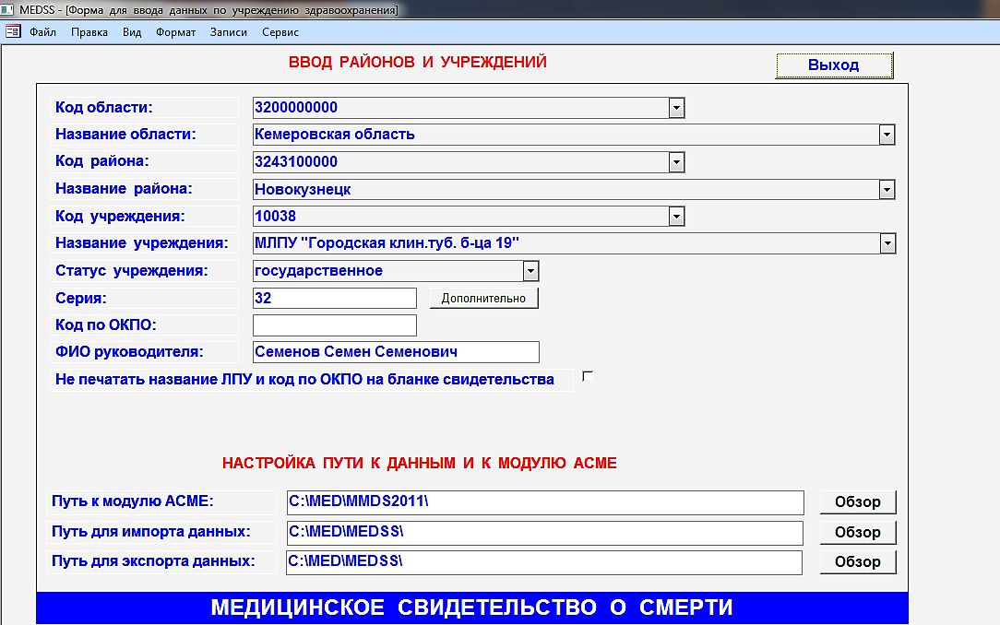 MEDSS - [Форма для ввода данных по учреждению здравоохранения]
Файл Правка Вид Формат Записи Сервис
ВВОД РАЙОНОВ И УЧРЕЖДЕНИЙ
Выход
Код области: 3200000000
Название области: Кемеровская область
Код района: 3243100000
Название района: Новокузнецк
Код учреждения: 10038
Название учреждения: МЛПУ "Городская клин.туб. б-ца 19"
Статус учреждения: государственное
Серия: 32 Дополнительно
Код по ОКПО:
ФИО руководителя: Семенов Семен Семенович
Не печатать название ЛПУ и код по ОКПО на бланке свидетельства
НАСТРОЙКА ПУТИ К ДАННЫМ И К МОДУЛЮ АСМЕ
Путь к модулю АСМЕ: C:\MED\MMDS2011\ Обзор
Путь для импорта данных: C:\MED\MEDSS\ Обзор
Путь для экспорта данных: C:\MED\MEDSS\ Обзор
МЕДИЦИНСКОЕ СВИДЕТЕЛЬСТВО О СМЕРТИ